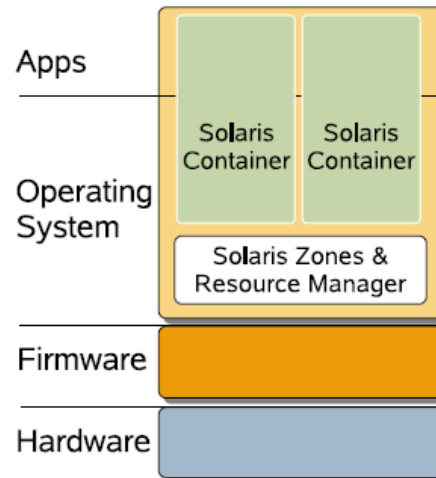 Apps
Solaris
Container
Solaris
Container
Operating
System
Solaris Zones &
Resource Manager
Firmware
Hardware